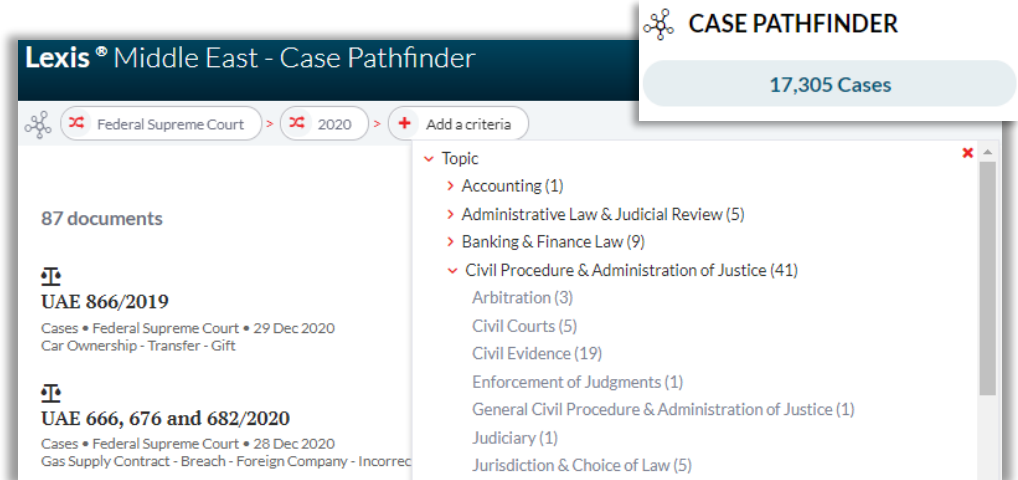 CASE PATHFINDER
17,305 Cases
Lexis ® Middle East - Case Pathfinder
Federal Supreme Court > 2020 > Add a criteria
Topic
Accounting (1)
Administrative Law & Judicial Review (5)
Banking & Finance Law (9)
Civil Procedure & Administration of Justice (41)
Arbitration (3)
Civil Courts (5)
Civil Evidence (19)
Enforcement of Judgments (1)
General Civil Procedure & Administration of Justice (1)
Judiciary (1)
Jurisdiction & Choice of Law (5)
87 documents
UAE 866/2019
Cases • Federal Supreme Court • 29 Dec 2020
Car Ownership - Transfer - Gift
UAE 666, 676 and 682/2020
Cases • Federal Supreme Court • 28 Dec 2020
Gas Supply Contract - Breach - Foreign Company - Incorrec